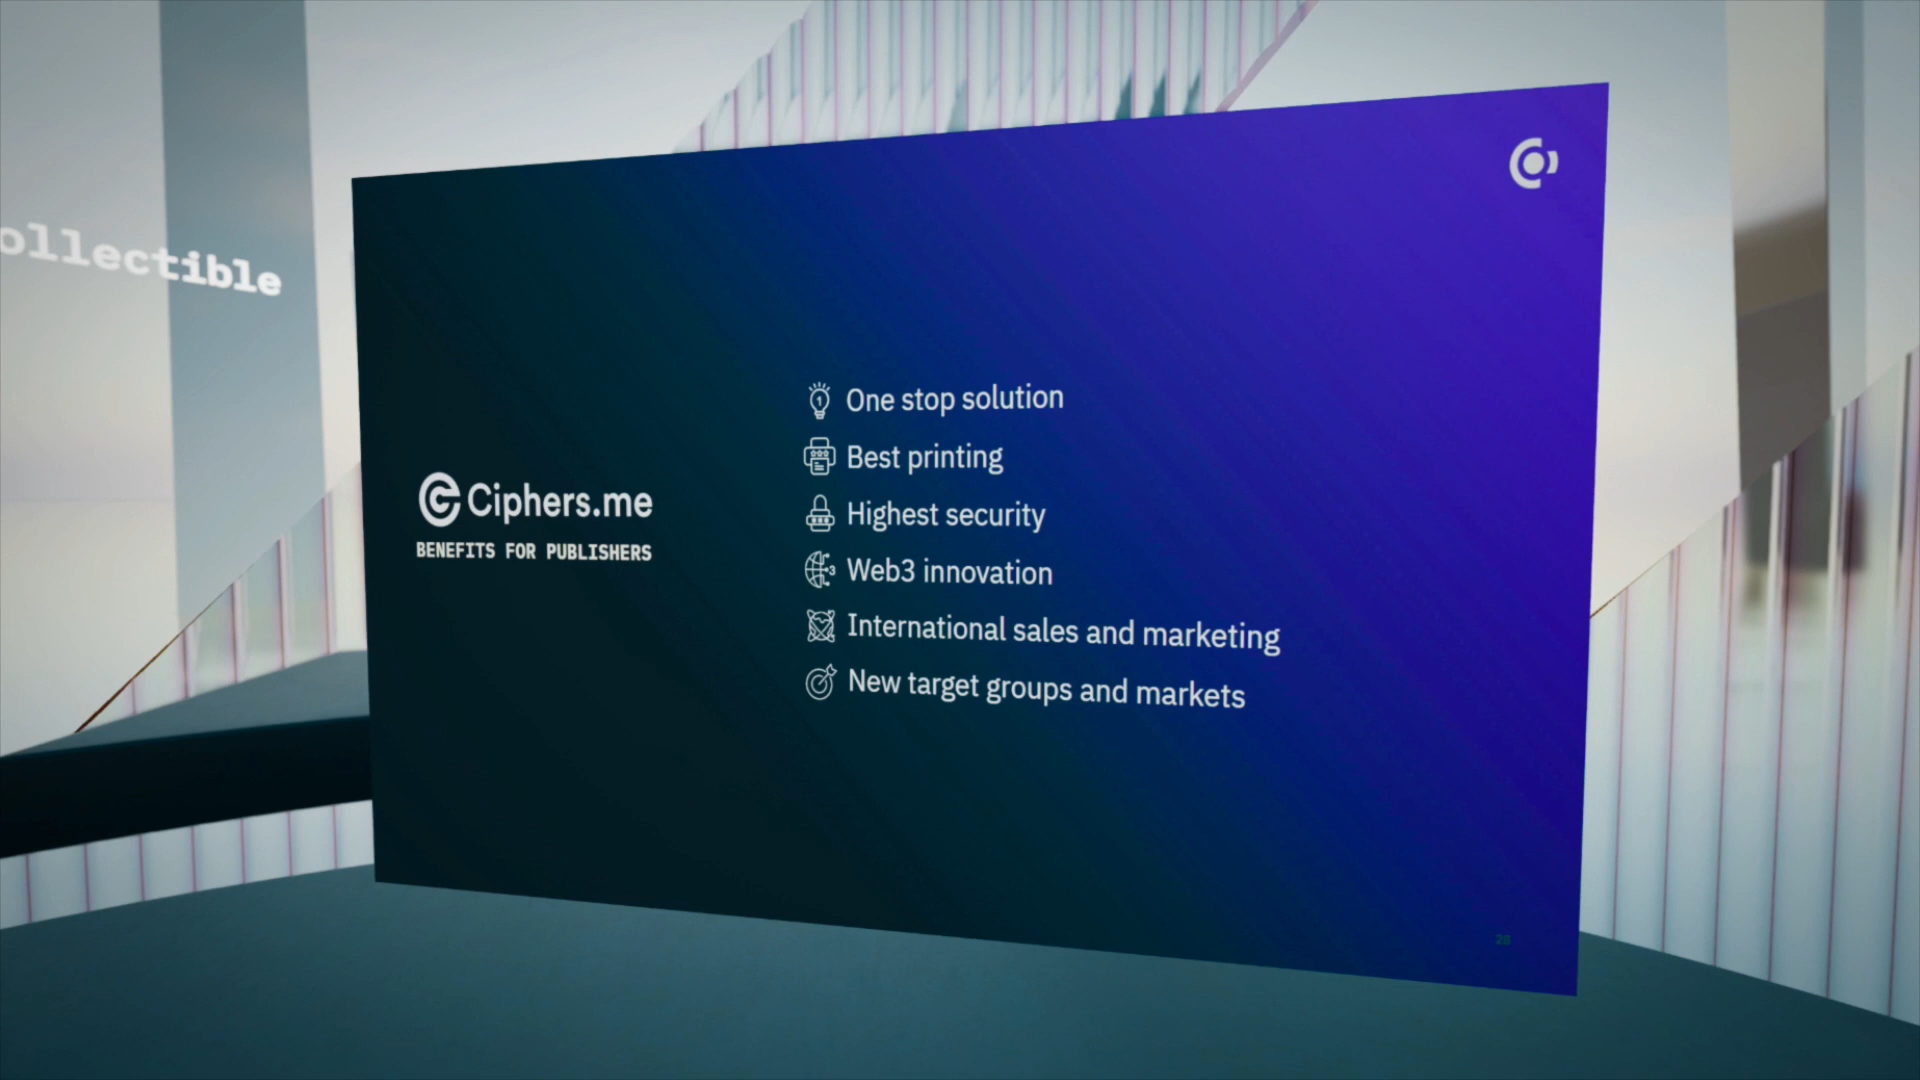 ollectible
Ciphers.me
BENEFITS FOR PUBLISHERS
One stop solution
Best printing
Highest security
Web3 innovation
International sales and marketing
New target groups and markets
28